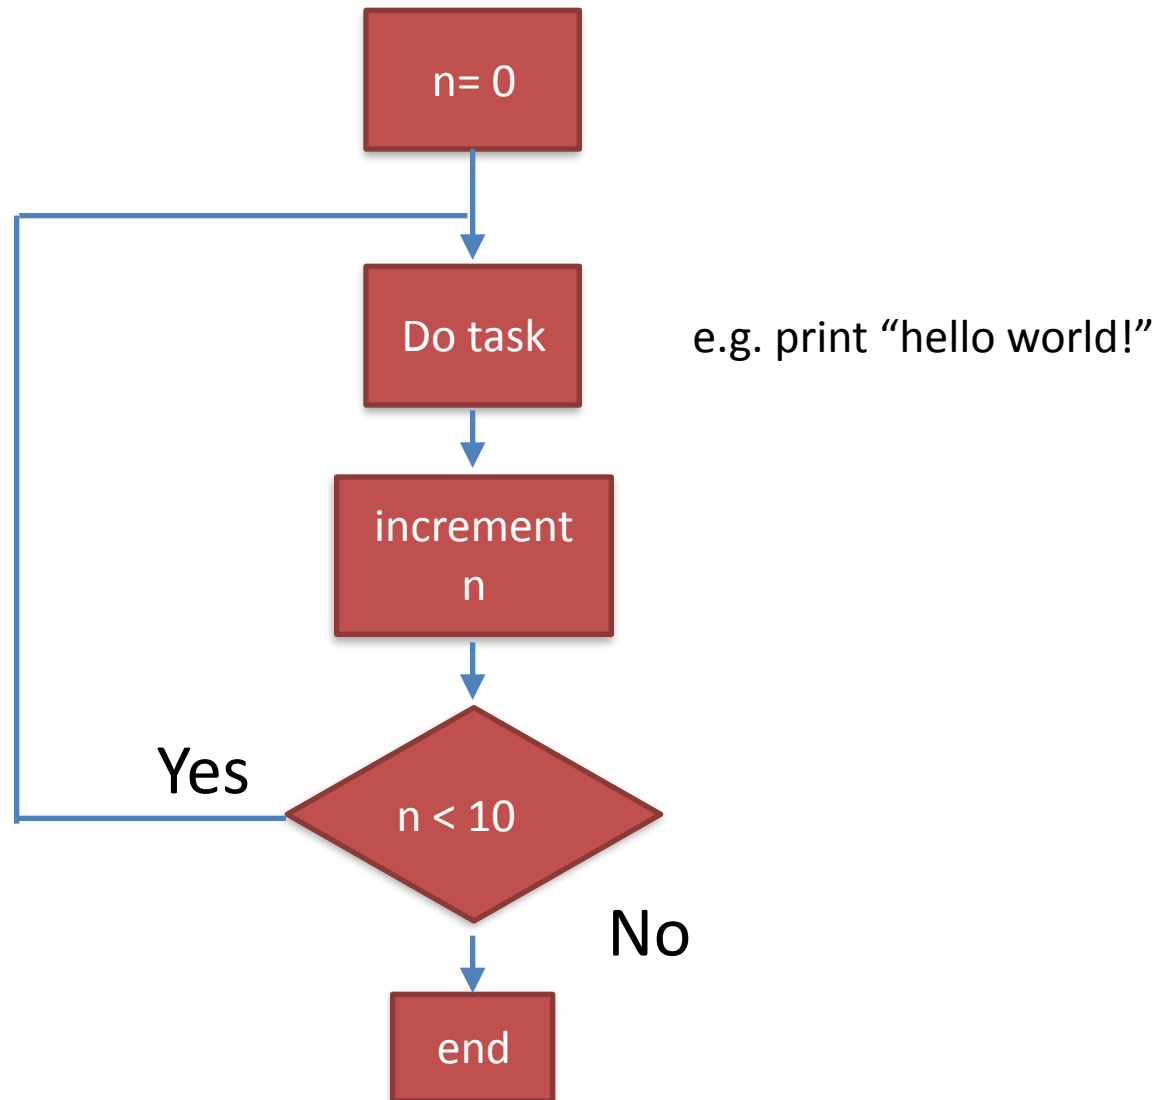 n= 0
Do task
e.g. print “hello world!”
increment
n
Yes
n < 10
No
end